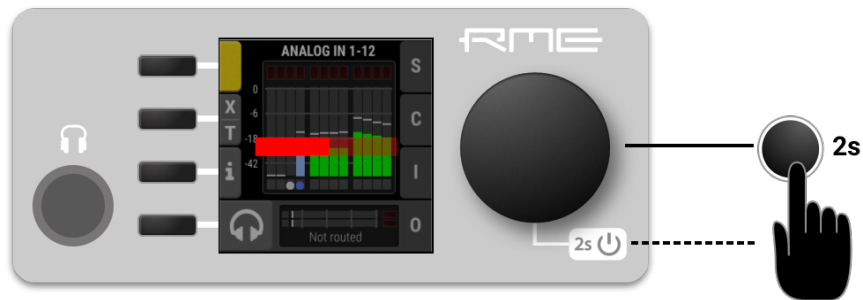 RME
ANALOG IN 1-12
S
0
X
-6
C
T
-18
-42
i
I
Not routed
O
2s
2s